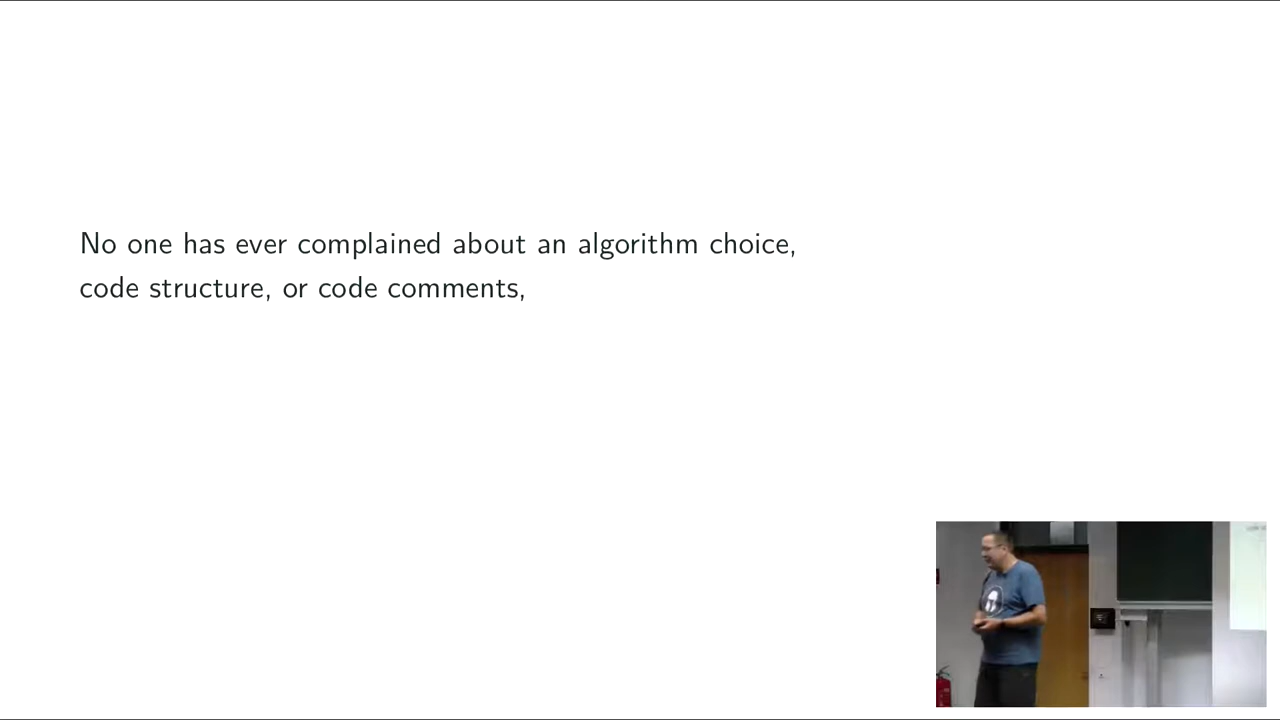 No one has ever complained about an algorithm choice,
code structure, or code comments,